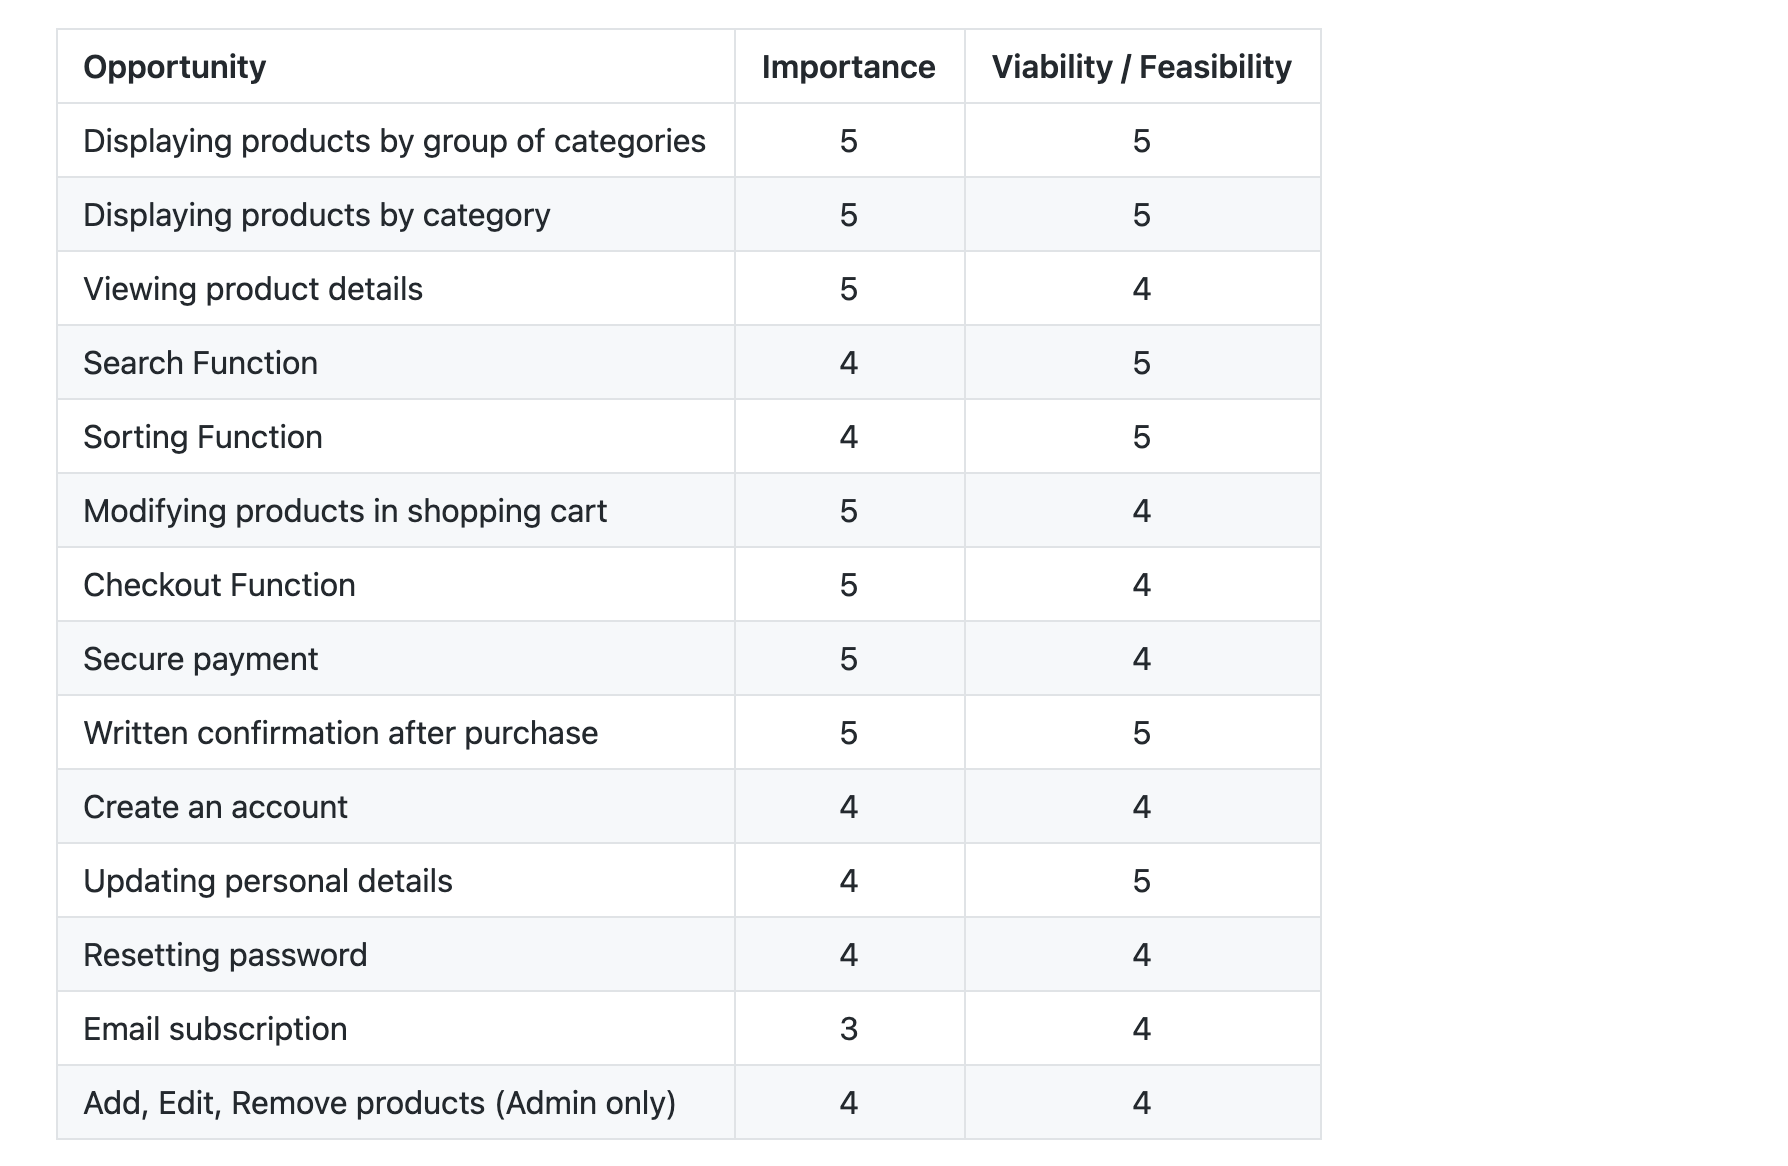 Opportunity Importance Viability / Feasibility
Displaying products by group of categories 5 5
Displaying products by category 5 5
Viewing product details 5 4
Search Function 4 5
Sorting Function 4 5
Modifying products in shopping cart 5 4
Checkout Function 5 4
Secure payment 5 4
Written confirmation after purchase 5 5
Create an account 4 4
Updating personal details 4 5
Resetting password 4 4
Email subscription 3 4
Add, Edit, Remove products (Admin only) 4 4